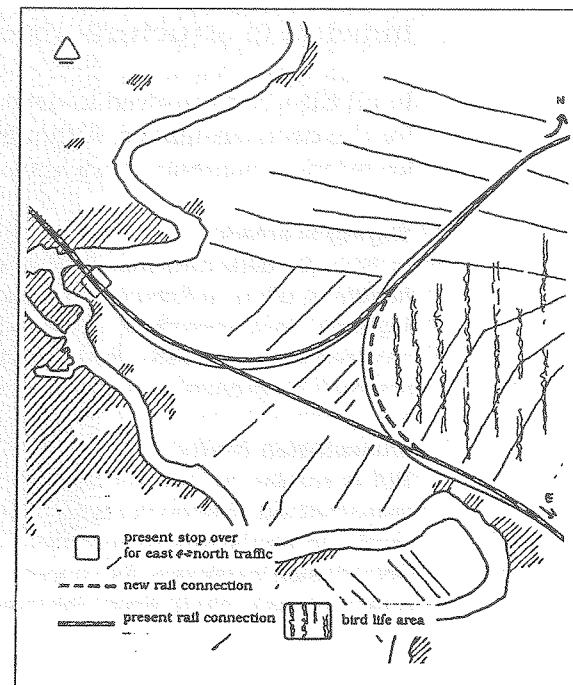 N
E
present stop over
for east ⇔ north traffic
new rail connection
present rail connection
bird life area